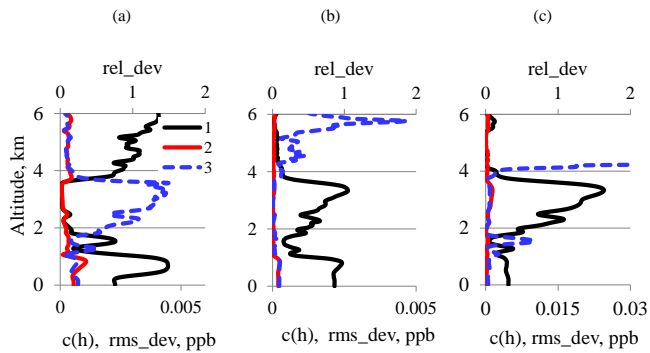 (a) (b) (c)
rel_dev rel_dev rel_dev
0 1 2 0 1 2 0 1 2
6 6 6
1
2
3
4 4 4
Altitude, km
2 2 2
0 0 0
0 0.005 0 0.005 0 0.015 0.03
c(h), rms_dev, ppb c(h), rms_dev, ppb c(h), rms_dev, ppb